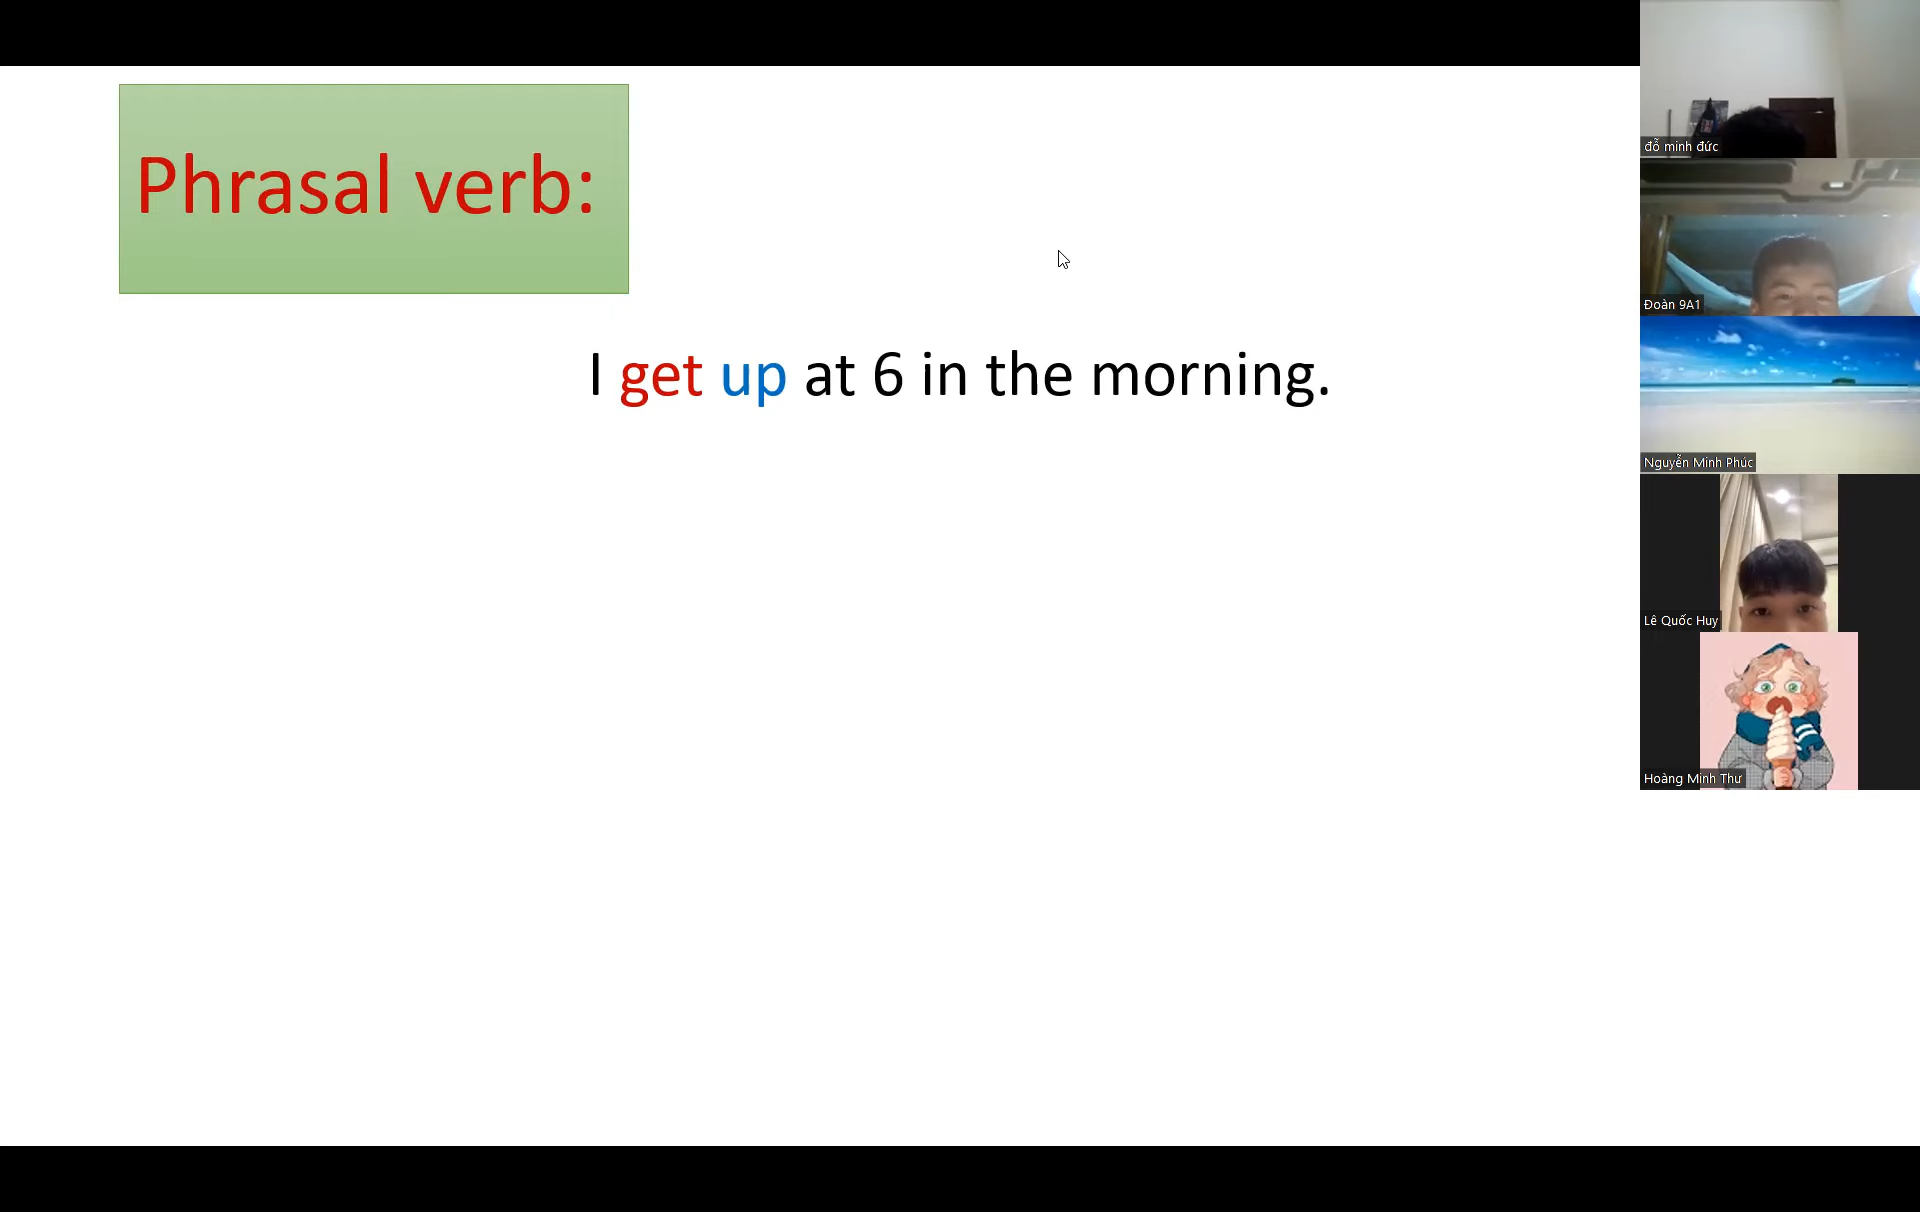 Phrasal verb:
I get up at 6 in the morning.
đỗ minh đức
Đoàn 9A1
Nguyễn Minh Phúc
Lê Quốc Huy
Hoàng Minh Thư